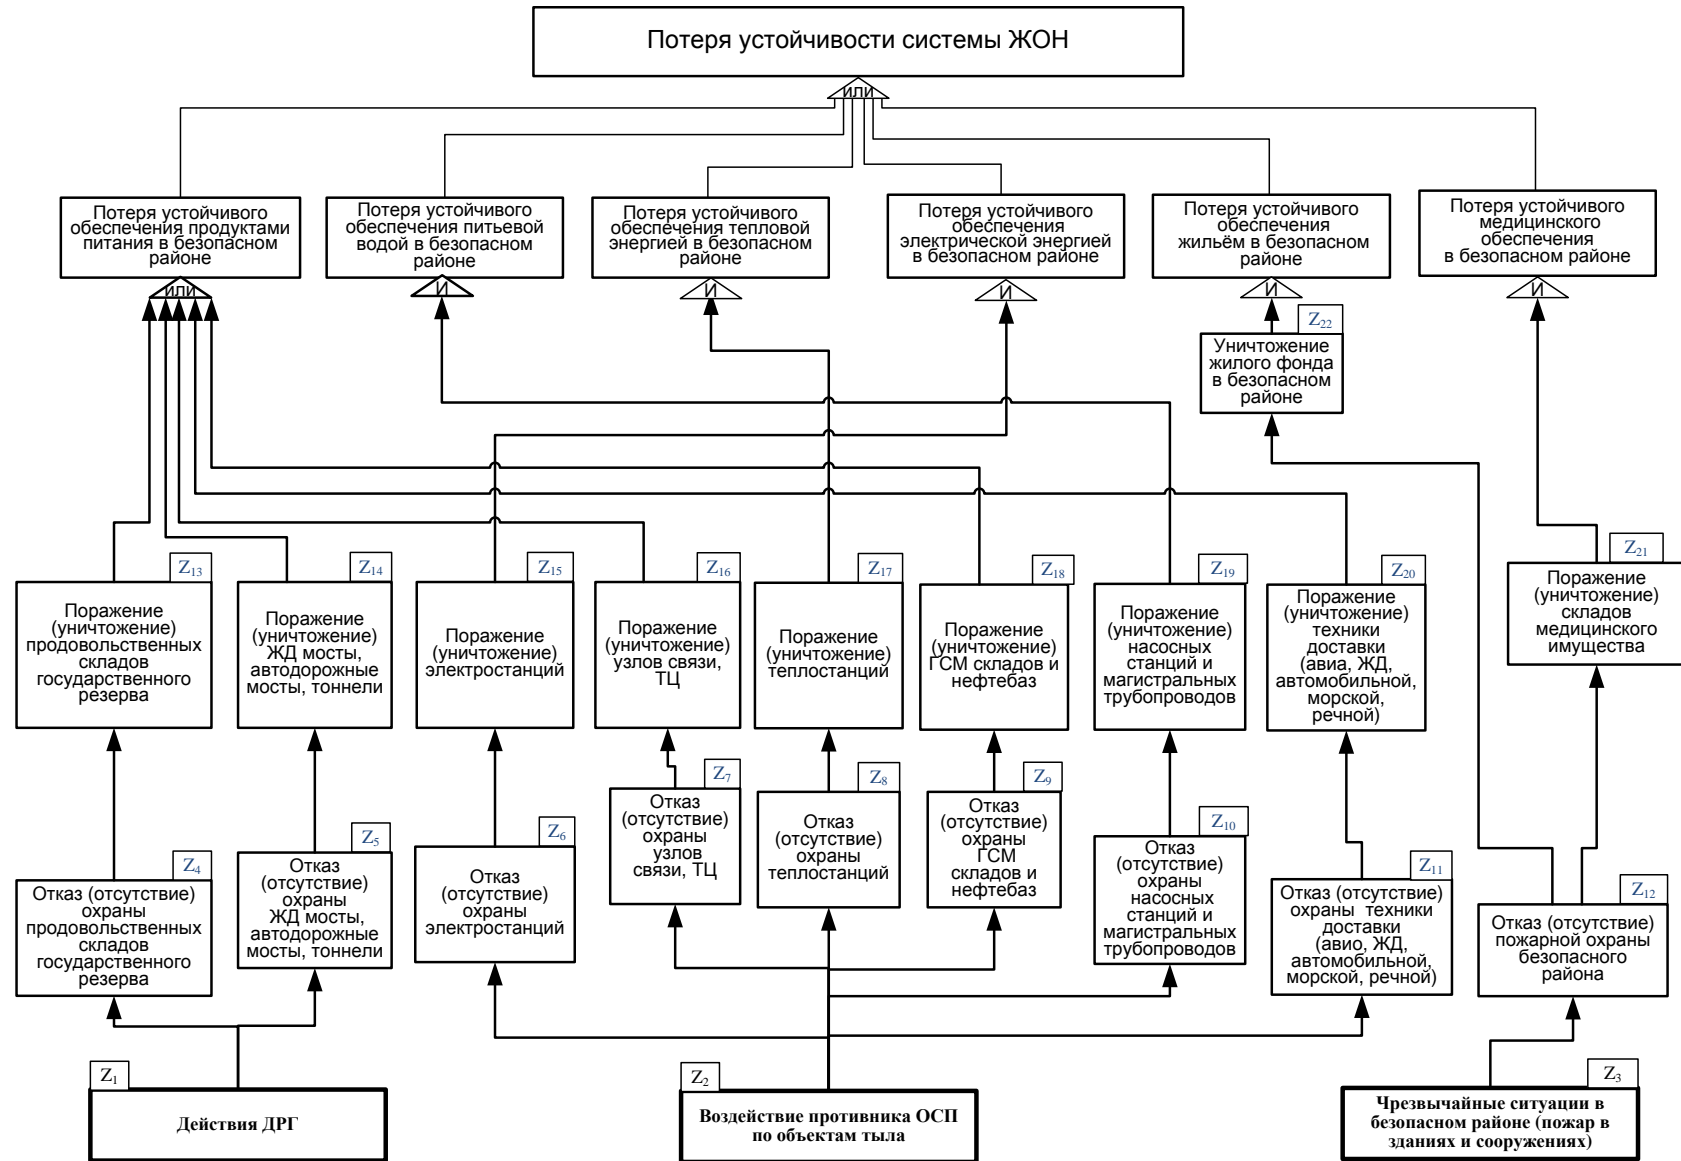 Потеря устойчивости системы ЖОН
или
Потеря устойчивого
обеспечения продуктами
питания в безопасном
районе
Потеря устойчивого
обеспечения питьевой
водой в безопасном
районе
Потеря устойчивого
обеспечения тепловой
энергией в безопасном
районе
Потеря устойчивого
обеспечения
электрической энергией
в безопасном районе
Потеря устойчивого
обеспечения
жильём в безопасном
районе
Потеря устойчивого
медицинского
обеспечения
в безопасном районе
или
И
И
И
И
И
Z22
Уничтожение
жилого фонда
в безопасном
районе
Z13
Поражение
(уничтожение)
продовольственных
складов
государственного
резерва
Z14
Поражение
(уничтожение)
ЖД мосты,
автодорожные
мосты, тоннели
Z15
Поражение
(уничтожение)
электростанций
Z16
Поражение
(уничтожение)
узлов связи,
ТЦ
Z17
Поражение
(уничтожение)
теплостанций
Z18
Поражение
(уничтожение)
ГСМ складов и
нефтебаз
Z19
Поражение
(уничтожение)
насосных
станций и
магистральных
трубопроводов
Z20
Поражение
(уничтожение)
техники
доставки
(авиа, ЖД,
автомобильной,
морской,
речной)
Z21
Поражение
(уничтожение)
складов
медицинского
имущества
Z4
Отказ (отсутствие)
охраны
продовольственных
складов
государственного
резерва
Z5
Отказ
(отсутствие)
охраны
ЖД мосты,
автодорожные
мосты, тоннели
Z6
Отказ
(отсутствие)
охраны
электростанций
Z7
Отказ
(отсутствие)
охраны
узлов
связи, ТЦ
Z8
Отказ
(отсутствие)
охраны
теплостанций
Z9
Отказ
(отсутствие)
охраны
ГСМ
складов и
нефтебаз
Z10
Отказ
(отсутствие)
охраны
насосных
станций и
магистральных
трубопроводов
Z11
Отказ (отсутствие)
охраны техники
доставки
(авио, ЖД,
автомобильной,
морской, речной)
Z12
Отказ (отсутствие)
пожарной охраны
безопасного
района
Z1
Действия ДРГ
Z2
Воздействие противника ОСП
по объектам тыла
Z3
Чрезвычайные ситуации в
безопасном районе (пожар в
зданиях и сооружениях)